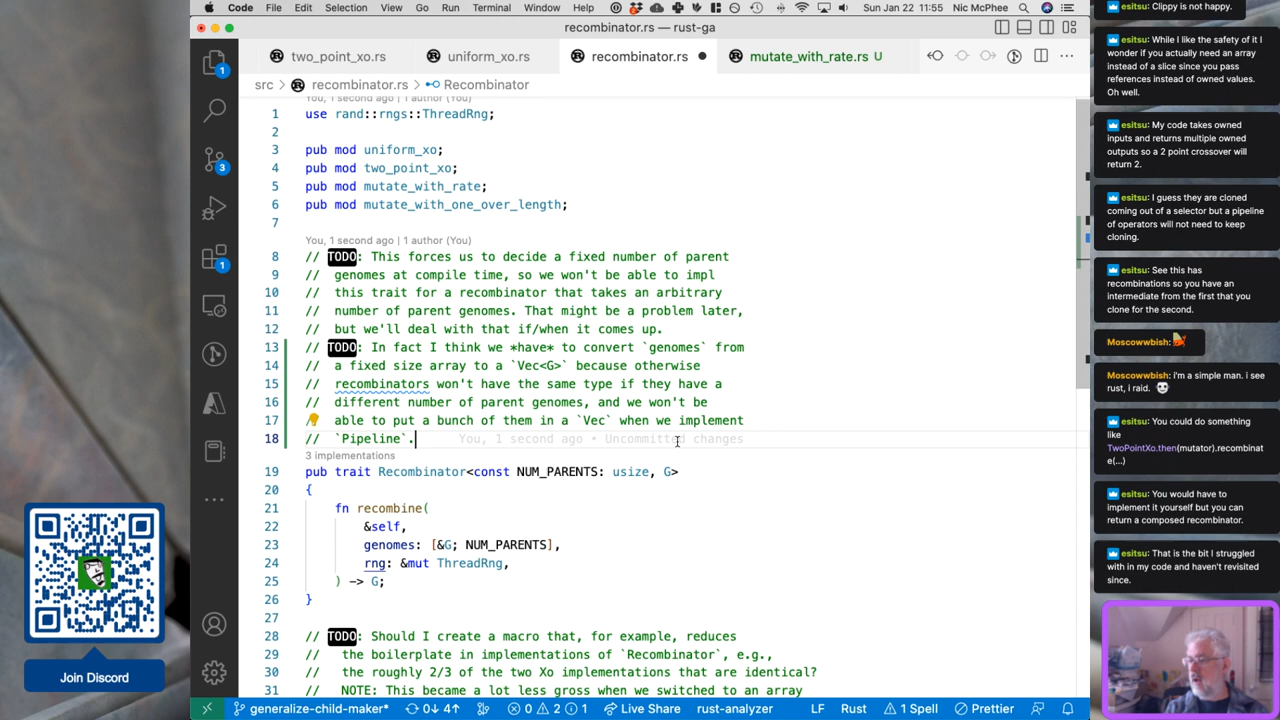 Code File Edit Selection View Go Run Terminal Window Help Sun Jan 22 11:55 Nic McPhee
recombinator.rs — rust-ga
two_point_xo.rs uniform_xo.rs recombinator.rs mutate_with_rate.rs U
src > recombinator.rs > Recombinator
You, 1 second ago | 1 author (You)
1 use rand::rngs::ThreadRng;
2
3 pub mod uniform_xo;
4 pub mod two_point_xo;
5 pub mod mutate_with_rate;
6 pub mod mutate_with_one_over_length;
7
You, 1 second ago | 1 author (You)
8 // TODO: This forces us to decide a fixed number of parent
9 // genomes at compile time, so we won't be able to impl
10 // this trait for a recombinator that takes an arbitrary
11 // number of parent genomes. That might be a problem later,
12 // but we'll deal with that if/when it comes up.
13 // TODO: In fact I think we *have* to convert `genomes` from
14 // a fixed size array to a `Vec<G>` because otherwise
15 // recombinators won't have the same type if they have a
16 // different number of parent genomes, and we won't be
17 // able to put a bunch of them in a `Vec` when we implement
18 // `Pipeline`. You, 1 second ago • Uncommitted changes
3 implementations
19 pub trait Recombinator<const NUM_PARENTS: usize, G>
20 {
21 fn recombine(
22 &self,
23 genomes: [&G; NUM_PARENTS],
24 rng: &mut ThreadRng,
25 ) -> G;
26 }
27
28 // TODO: Should I create a macro that, for example, reduces
29 // the boilerplate in implementations of `Recombinator`, e.g.,
30 // the roughly 2/3 of the two Xo implementations that are identical?
31 // NOTE: This became a lot less gross when we switched to an array
generalize-child-maker* 0↓ 4↑ 0 2 1 Live Share rust-analyzer LF Rust 1 Spell Prettier
1
3
1
Join Discord
esitsu: Clippy is not happy.
esitsu: While I like the safety of it I
wonder if you actually need an array
instead of a slice since you pass
references instead of owned values.
Oh well.
esitsu: My code takes owned
inputs and returns multiple owned
outputs so a 2 point crossover will
return 2.
esitsu: I guess they are cloned
coming out of a selector but a pipeline
of operators will not need to keep
cloning.
esitsu: See this has
recombinations so you have an
intermediate from the first that you
clone for the second.
Moscowwbish:
Moscowwbish: i'm a simple man. i see
rust, i raid.
esitsu: You could do something
like
TwoPointXo.then(mutator).recombinat
e(...)
esitsu: You would have to
implement it yourself but you can
return a composed recombinator.
esitsu: That is the bit I struggled
with in my code and haven't revisited
since.